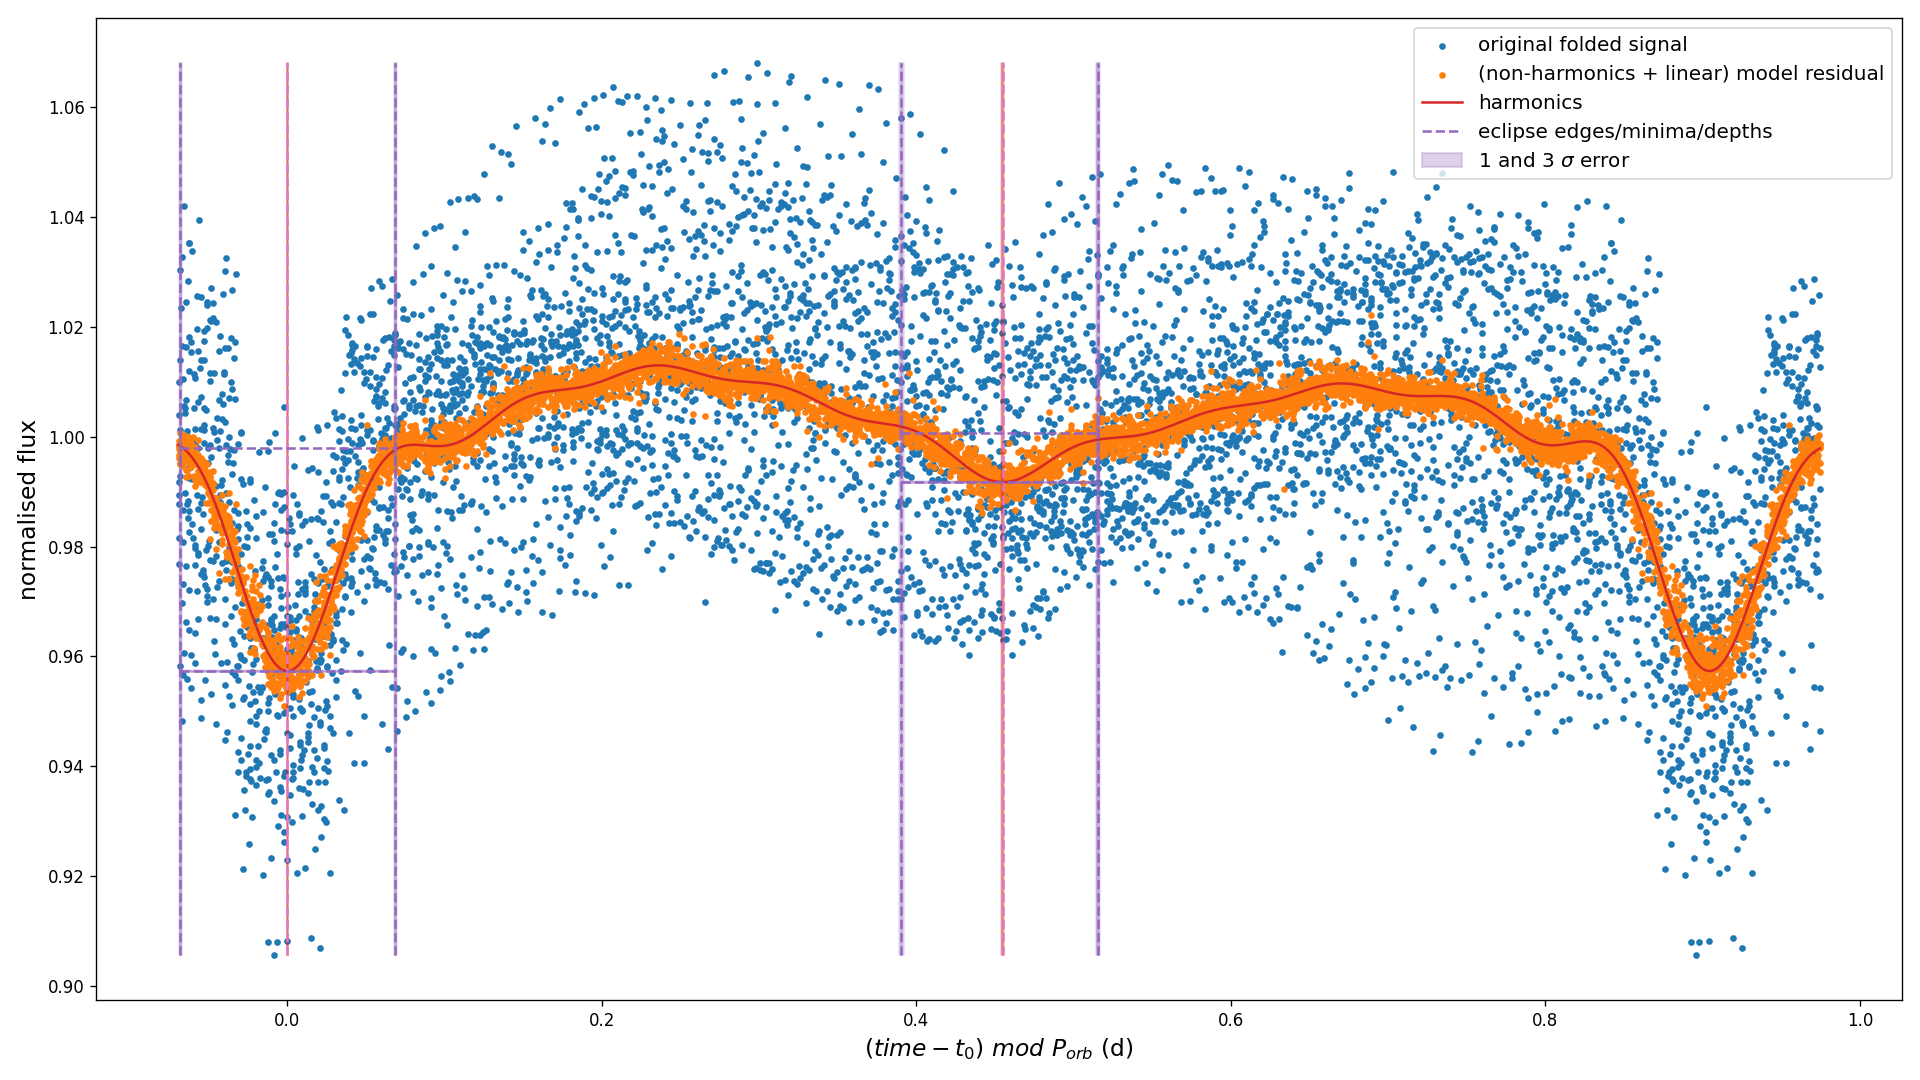 original folded signal
(non-harmonics + linear) model residual
harmonics
eclipse edges/minima/depths
1 and 3 σ error
normalised flux
1.06
1.04
1.02
1.00
0.98
0.96
0.94
0.92
0.90
0.0
0.2
0.4
0.6
0.8
1.0
(time − t₀) mod Pₒᵣb (d)